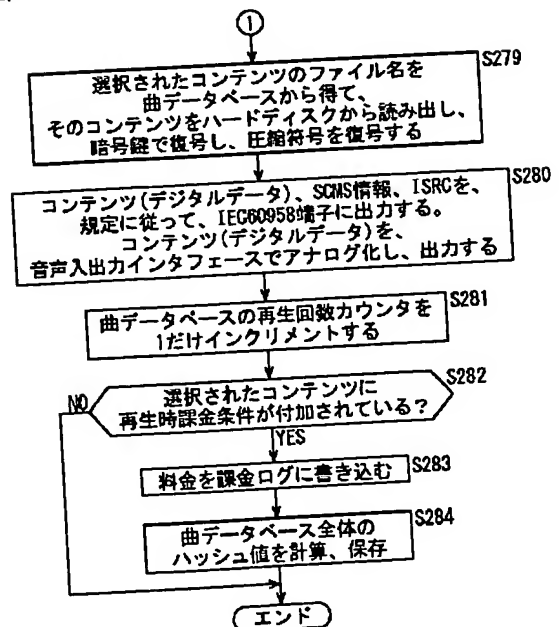 1
S279
選択されたコンテンツのファイル名を
曲データベースから得て、
そのコンテンツをハードディスクから読み出し、
暗号鍵で復号し、圧縮符号を復号する
S280
コンテンツ(デジタルデータ)、SCMS情報、ISRCを、
規定に従って、IEC60958端子に出力する。
コンテンツ(デジタルデータ)を、
音声入出力インタフェースでアナログ化し、出力する
S281
曲データベースの再生回数カウンタを
1だけインクリメントする
S282
選択されたコンテンツに
再生時課金条件が付加されている?
NO
YES
料金を課金ログに書き込む
S283
S284
曲データベース全体の
ハッシュ値を計算、保存
エンド